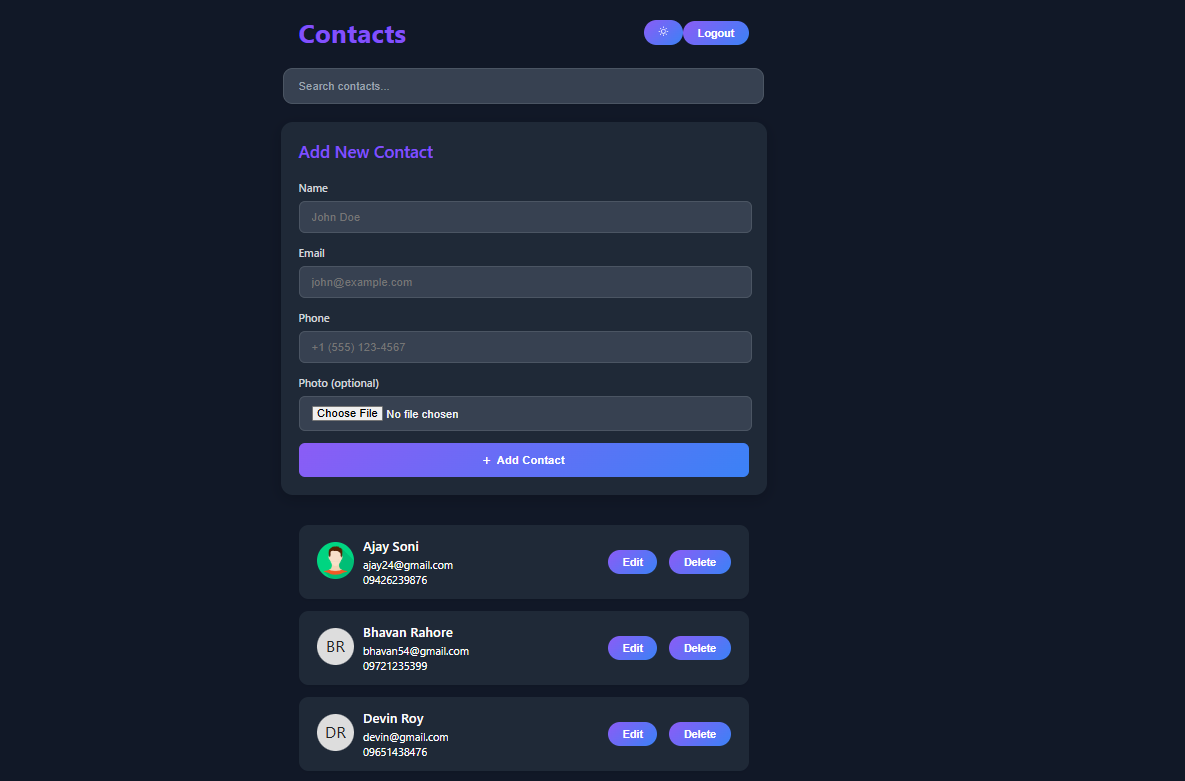 Contacts
Logout
Search contacts...
Add New Contact
Name
John Doe
Email
john@example.com
Phone
+1 (555) 123-4567
Photo (optional)
Choose File No file chosen
+ Add Contact
Ajay Soni
ajay24@gmail.com
09426239876
Edit Delete
BR
Bhavan Rahore
bhavan54@gmail.com
09721235399
Edit Delete
DR
Devin Roy
devin@gmail.com
09651438476
Edit Delete